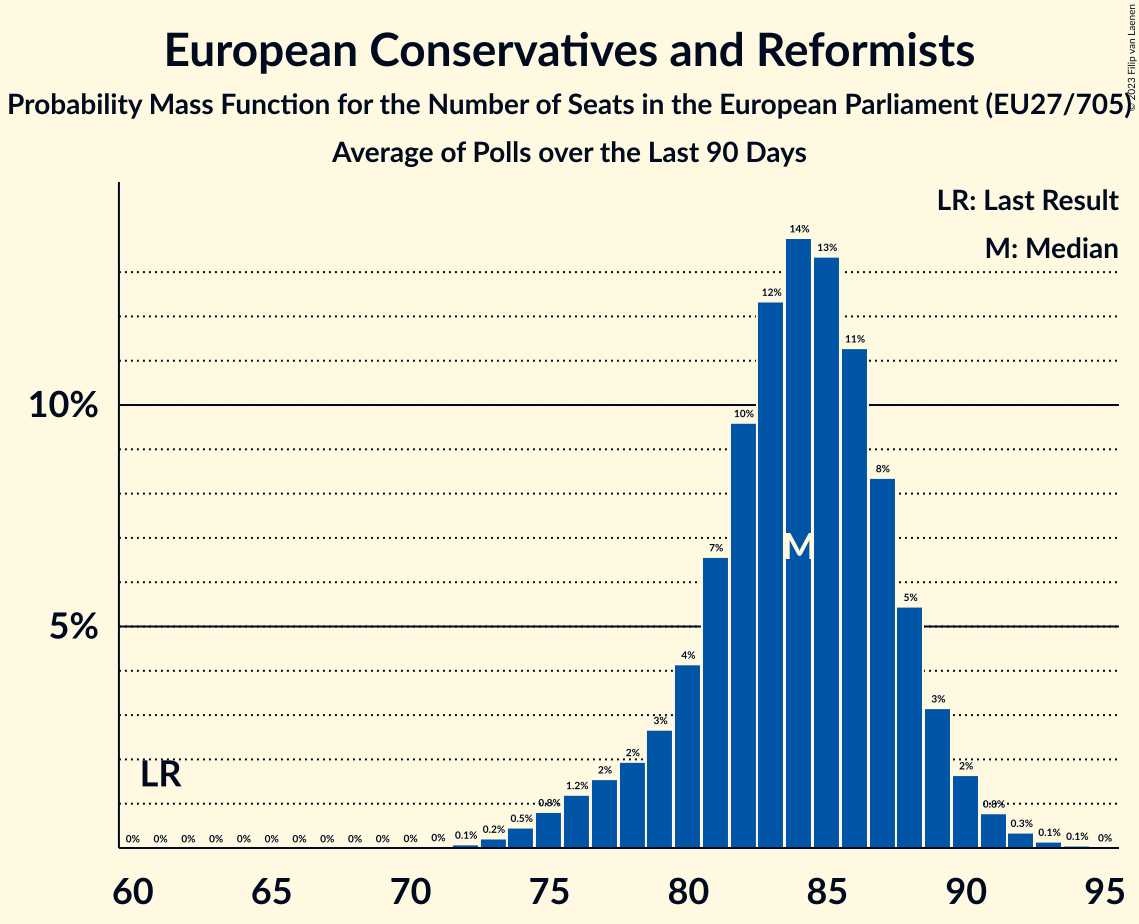 European Conservatives and Reformists
Probability Mass Function for the Number of Seats in the European Parliament (EU27/705)
Average of Polls over the Last 90 Days
© 2023 Filip van Laenen
LR: Last Result
M: Median
10%
5%
LR
M
0% 0% 0% 0% 0% 0% 0% 0% 0% 0% 0% 0% 0.1% 0.2% 0.5% 0.8% 1.2% 2% 2% 3% 4% 7% 10% 12% 14% 13% 11% 8% 5% 3% 2% 0.8% 0.3% 0.1% 0.1% 0%
60 65 70 75 80 85 90 95